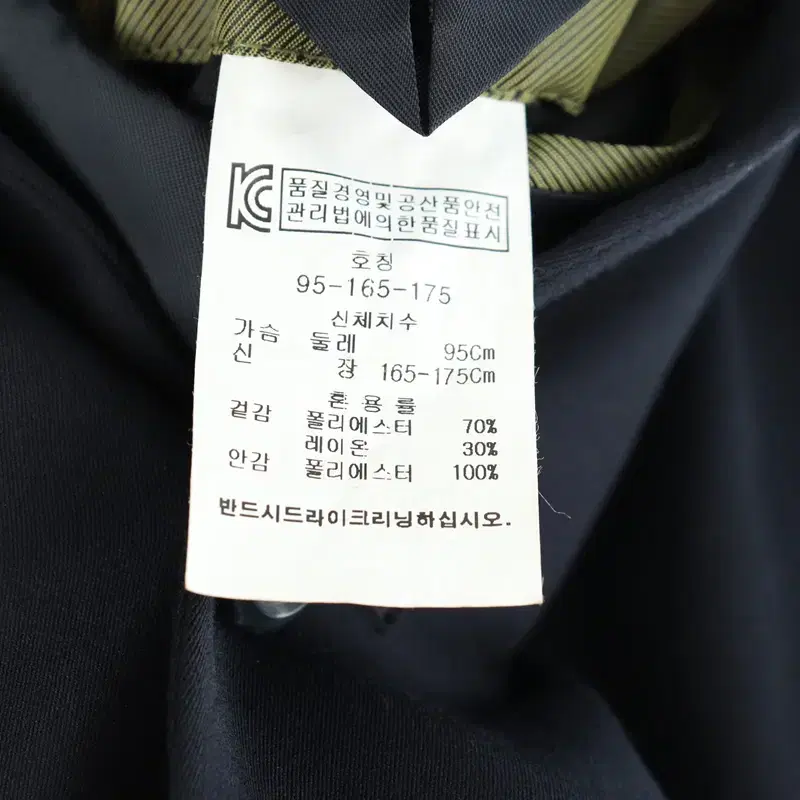 KC 품질경영및공산품안전
관리법에의한품질표시
호칭
95-165-175
신체치수
가슴 둘레 95Cm
신 장 165-175Cm
혼용률
겉감 폴리에스터 70%
레이온 30%
안감 폴리에스터 100%
반드시드라이크리닝하십시오.